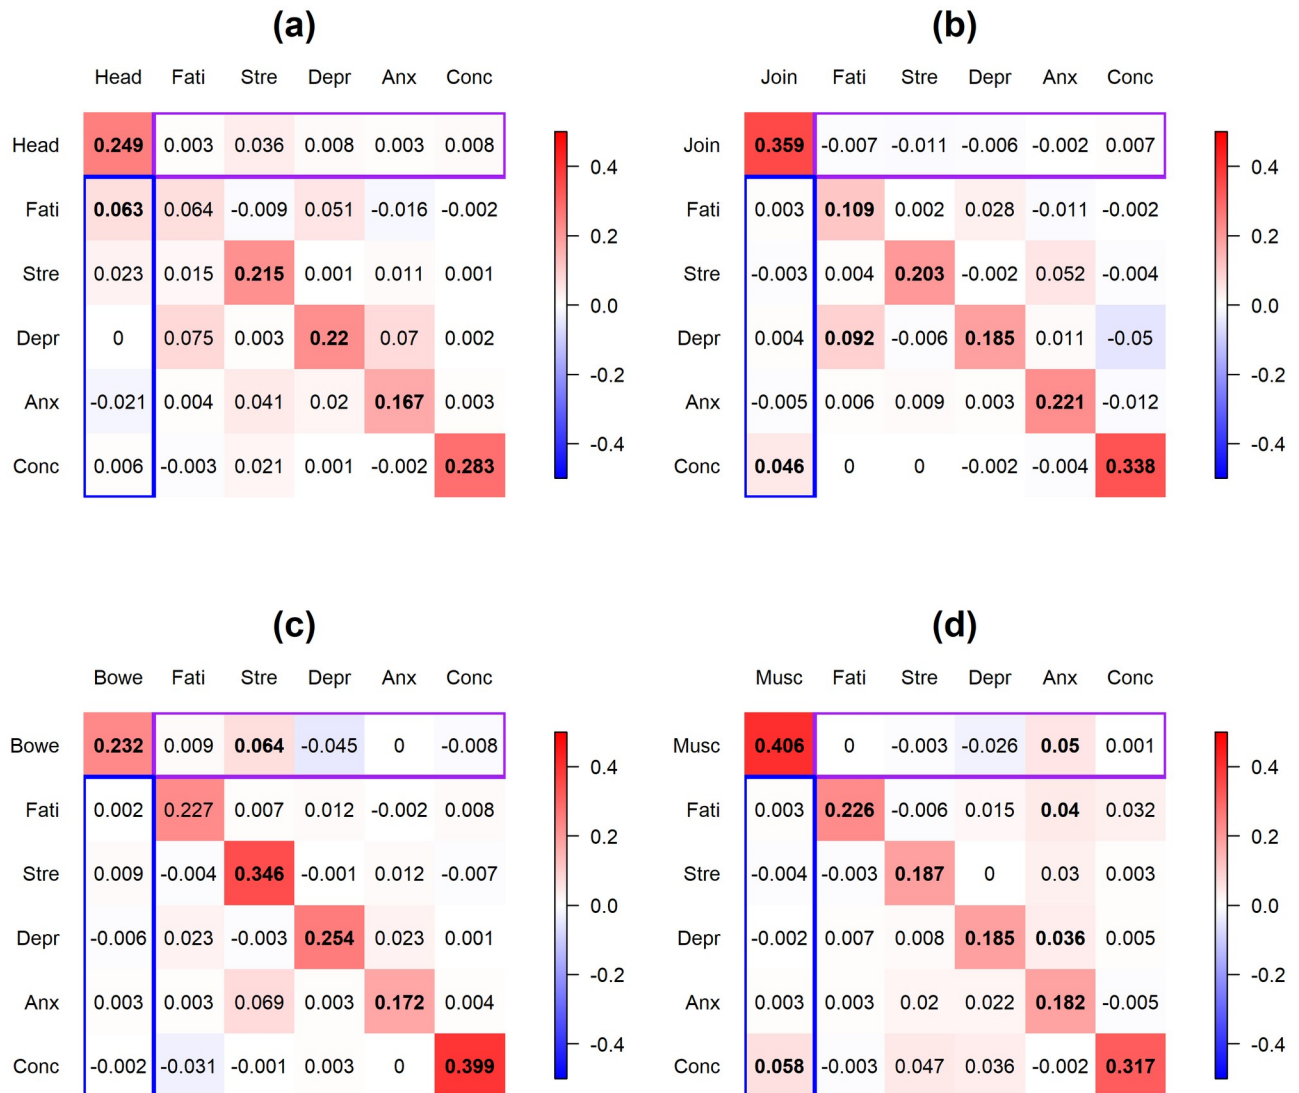 (a)
Head Fati Stre Depr Anx Conc
Head 0.249 0.003 0.036 0.008 0.003 0.008
Fati 0.063 0.064 -0.009 0.051 -0.016 -0.002
Stre 0.023 0.015 0.215 0.001 0.011 0.001
Depr 0 0.075 0.003 0.22 0.07 0.002
Anx -0.021 0.004 0.041 0.02 0.167 0.003
Conc 0.006 -0.003 0.021 0.001 -0.002 0.283
0.4
0.2
0.0
-0.2
-0.4
(b)
Join Fati Stre Depr Anx Conc
Join 0.359 -0.007 -0.011 -0.006 -0.002 0.007
Fati 0.003 0.109 0.002 0.028 -0.011 -0.002
Stre -0.003 0.004 0.203 -0.002 0.052 -0.004
Depr 0.004 0.092 -0.006 0.185 0.011 -0.05
Anx -0.005 0.006 0.009 0.003 0.221 -0.012
Conc 0.046 0 0 -0.002 -0.004 0.338
0.4
0.2
0.0
-0.2
-0.4
(c)
Bowe Fati Stre Depr Anx Conc
Bowe 0.232 0.009 0.064 -0.045 0 -0.008
Fati 0.002 0.227 0.007 0.012 -0.002 0.008
Stre 0.009 -0.004 0.346 -0.001 0.012 -0.007
Depr -0.006 0.023 -0.003 0.254 0.023 0.001
Anx 0.003 0.003 0.069 0.003 0.172 0.004
Conc -0.002 -0.031 -0.001 0.003 0 0.399
0.4
0.2
0.0
-0.2
-0.4
(d)
Musc Fati Stre Depr Anx Conc
Musc 0.406 0 -0.003 -0.026 0.05 0.001
Fati 0.003 0.226 -0.006 0.015 0.04 0.032
Stre -0.004 -0.003 0.187 0 0.03 0.003
Depr -0.002 0.007 0.008 0.185 0.036 0.005
Anx 0.003 0.003 0.02 0.022 0.182 -0.005
Conc 0.058 -0.003 0.047 0.036 -0.002 0.317
0.4
0.2
0.0
-0.2
-0.4